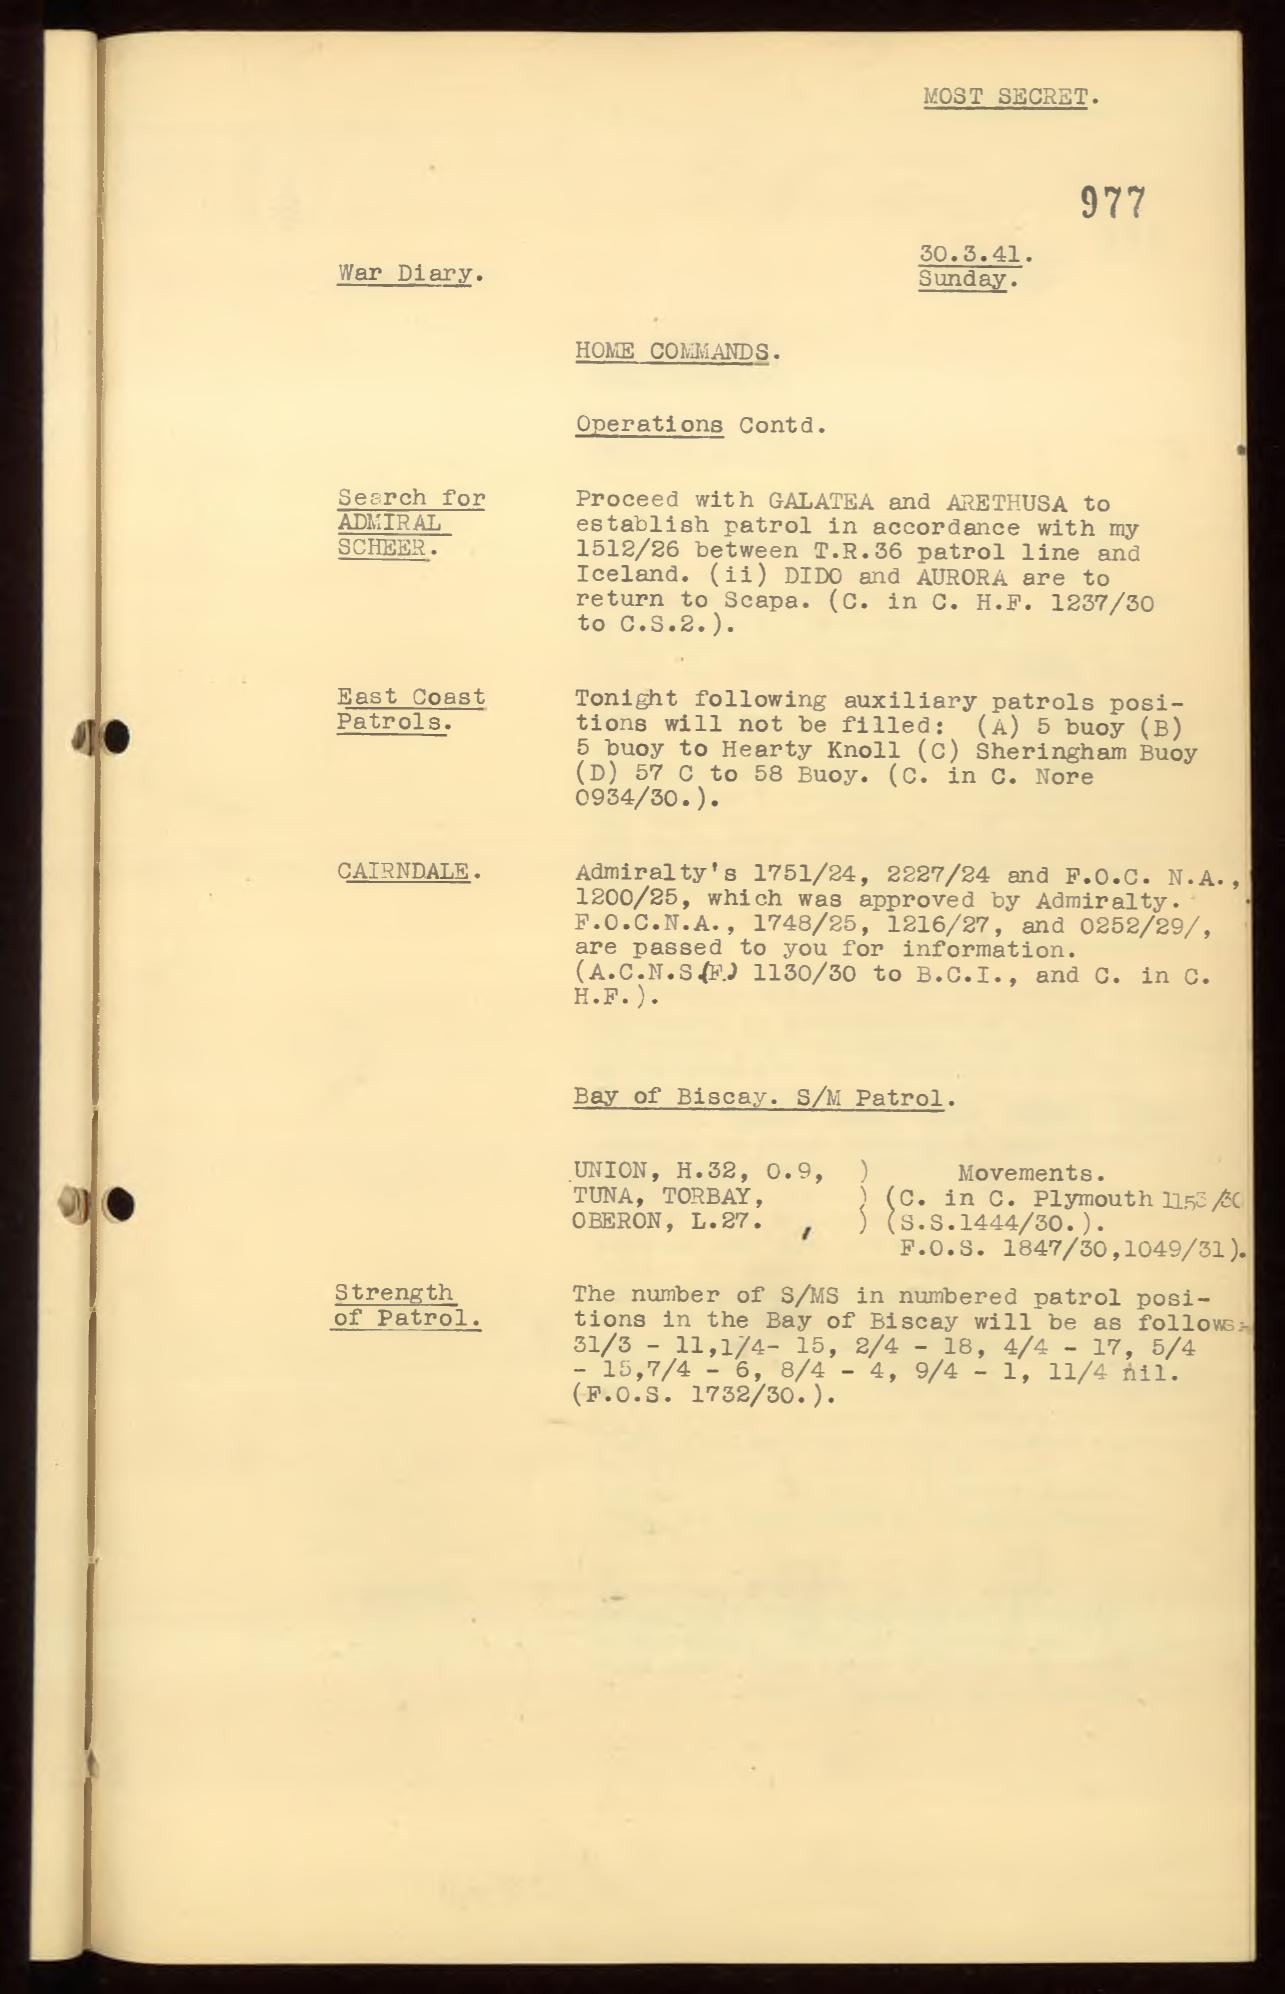 MOST SECRET.
977
War Diary.
30.3.41.
Sunday.
HOME COMMANDS.
Operations Contd.
Search for
ADMIRAL
SCHEER.
Proceed with GALATEA and ARETHUSA to
establish patrol in accordance with my
1512/26 between T.R.36 patrol line and
Iceland. (ii) DIDO and AURORA are to
return to Scapa. (C. in C. H.F. 1237/30
to C.S.2.).
East Coast
Patrols.
Tonight following auxiliary patrols posi-
tions will not be filled: (A) 5 buoy (B)
5 buoy to Hearty Knoll (C) Sheringham Buoy
(D) 57 C to 58 Buoy. (C. in C. Nore
0934/30.).
CAIRNDALE.
Admiralty's 1751/24, 2227/24 and F.O.C. N.A.,
1200/25, which was approved by Admiralty.
F.O.C.N.A., 1748/25, 1216/27, and 0252/29/,
are passed to you for information.
(A.C.N.S.(F.) 1130/30 to B.C.I., and C. in C.
H.F.).
Bay of Biscay. S/M Patrol.
UNION, H.32, O.9, ) Movements.
TUNA, TORBAY, ) (C. in C. Plymouth /30
OBERON, L.27. , ) (S.S.1444/30.).
F.O.S. 1847/30,1049/31).
Strength
of Patrol.
The number of S/MS in numbered patrol posi-
tions in the Bay of Biscay will be as follows:-
31/3 - 11,1/4- 15, 2/4 - 18, 4/4 - 17, 5/4
- 15,7/4 - 6, 8/4 - 4, 9/4 - 1, 11/4 nil.
(F.O.S. 1732/30.).